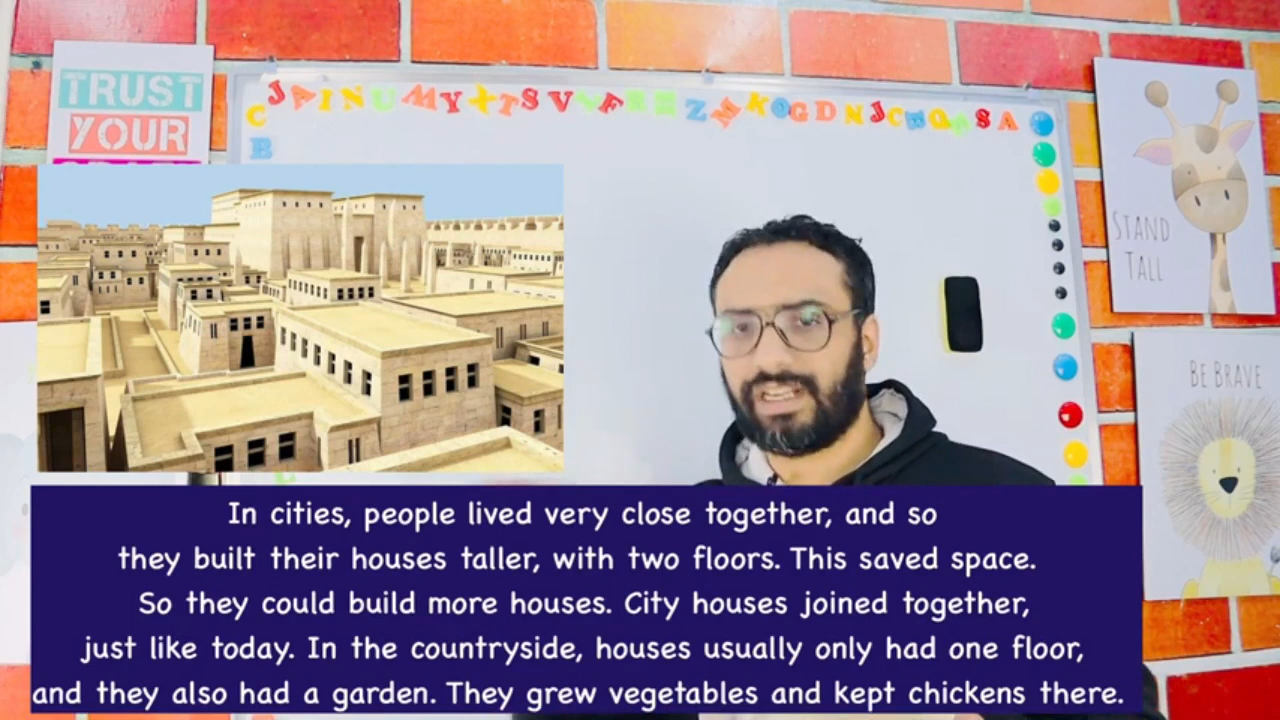 TRUST
YOUR
STAND
TALL
BE BRAVE
In cities, people lived very close together, and so
they built their houses taller, with two floors. This saved space.
So they could build more houses. City houses joined together,
just like today. In the countryside, houses usually only had one floor,
and they also had a garden. They grew vegetables and kept chickens there.